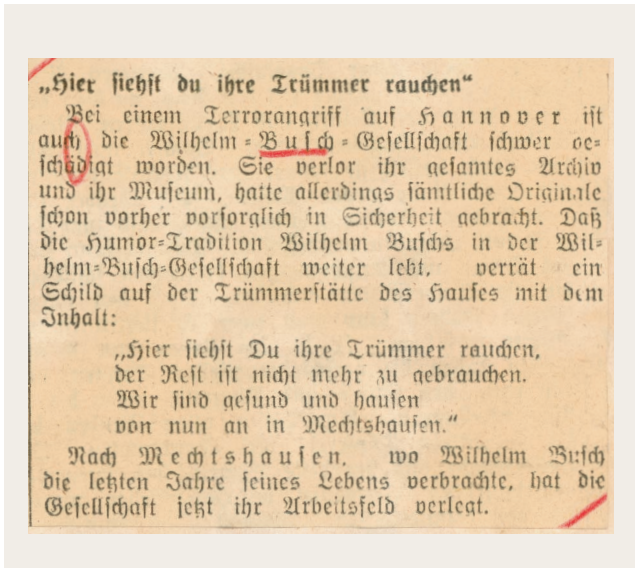 „Hier siehst du ihre Trümmer rauchen“
Bei einem Terrorangriff auf Hannover ist
auch die Wilhelm-Busch-Gesellschaft schwer ge-
schädigt worden. Sie verlor ihr gesamtes Archiv
und ihr Museum, hatte allerdings sämtliche Originale
schon vorher vorsorglich in Sicherheit gebracht. Daß
die Humor-Tradition Wilhelm Buschs in der Wil-
helm-Busch-Gesellschaft weiter lebt, verrät ein
Schild auf der Trümmerstätte des Hauses mit dem
Inhalt:
„Hier siehst Du ihre Trümmer rauchen,
der Rest ist nicht mehr zu gebrauchen.
Wir sind gesund und hausen
von nun an in Mechtshausen.“
Nach Mechtshausen, wo Wilhelm Busch
die letzten Jahre seines Lebens verbrachte, hat die
Gesellschaft jetzt ihr Arbeitsfeld verlegt.